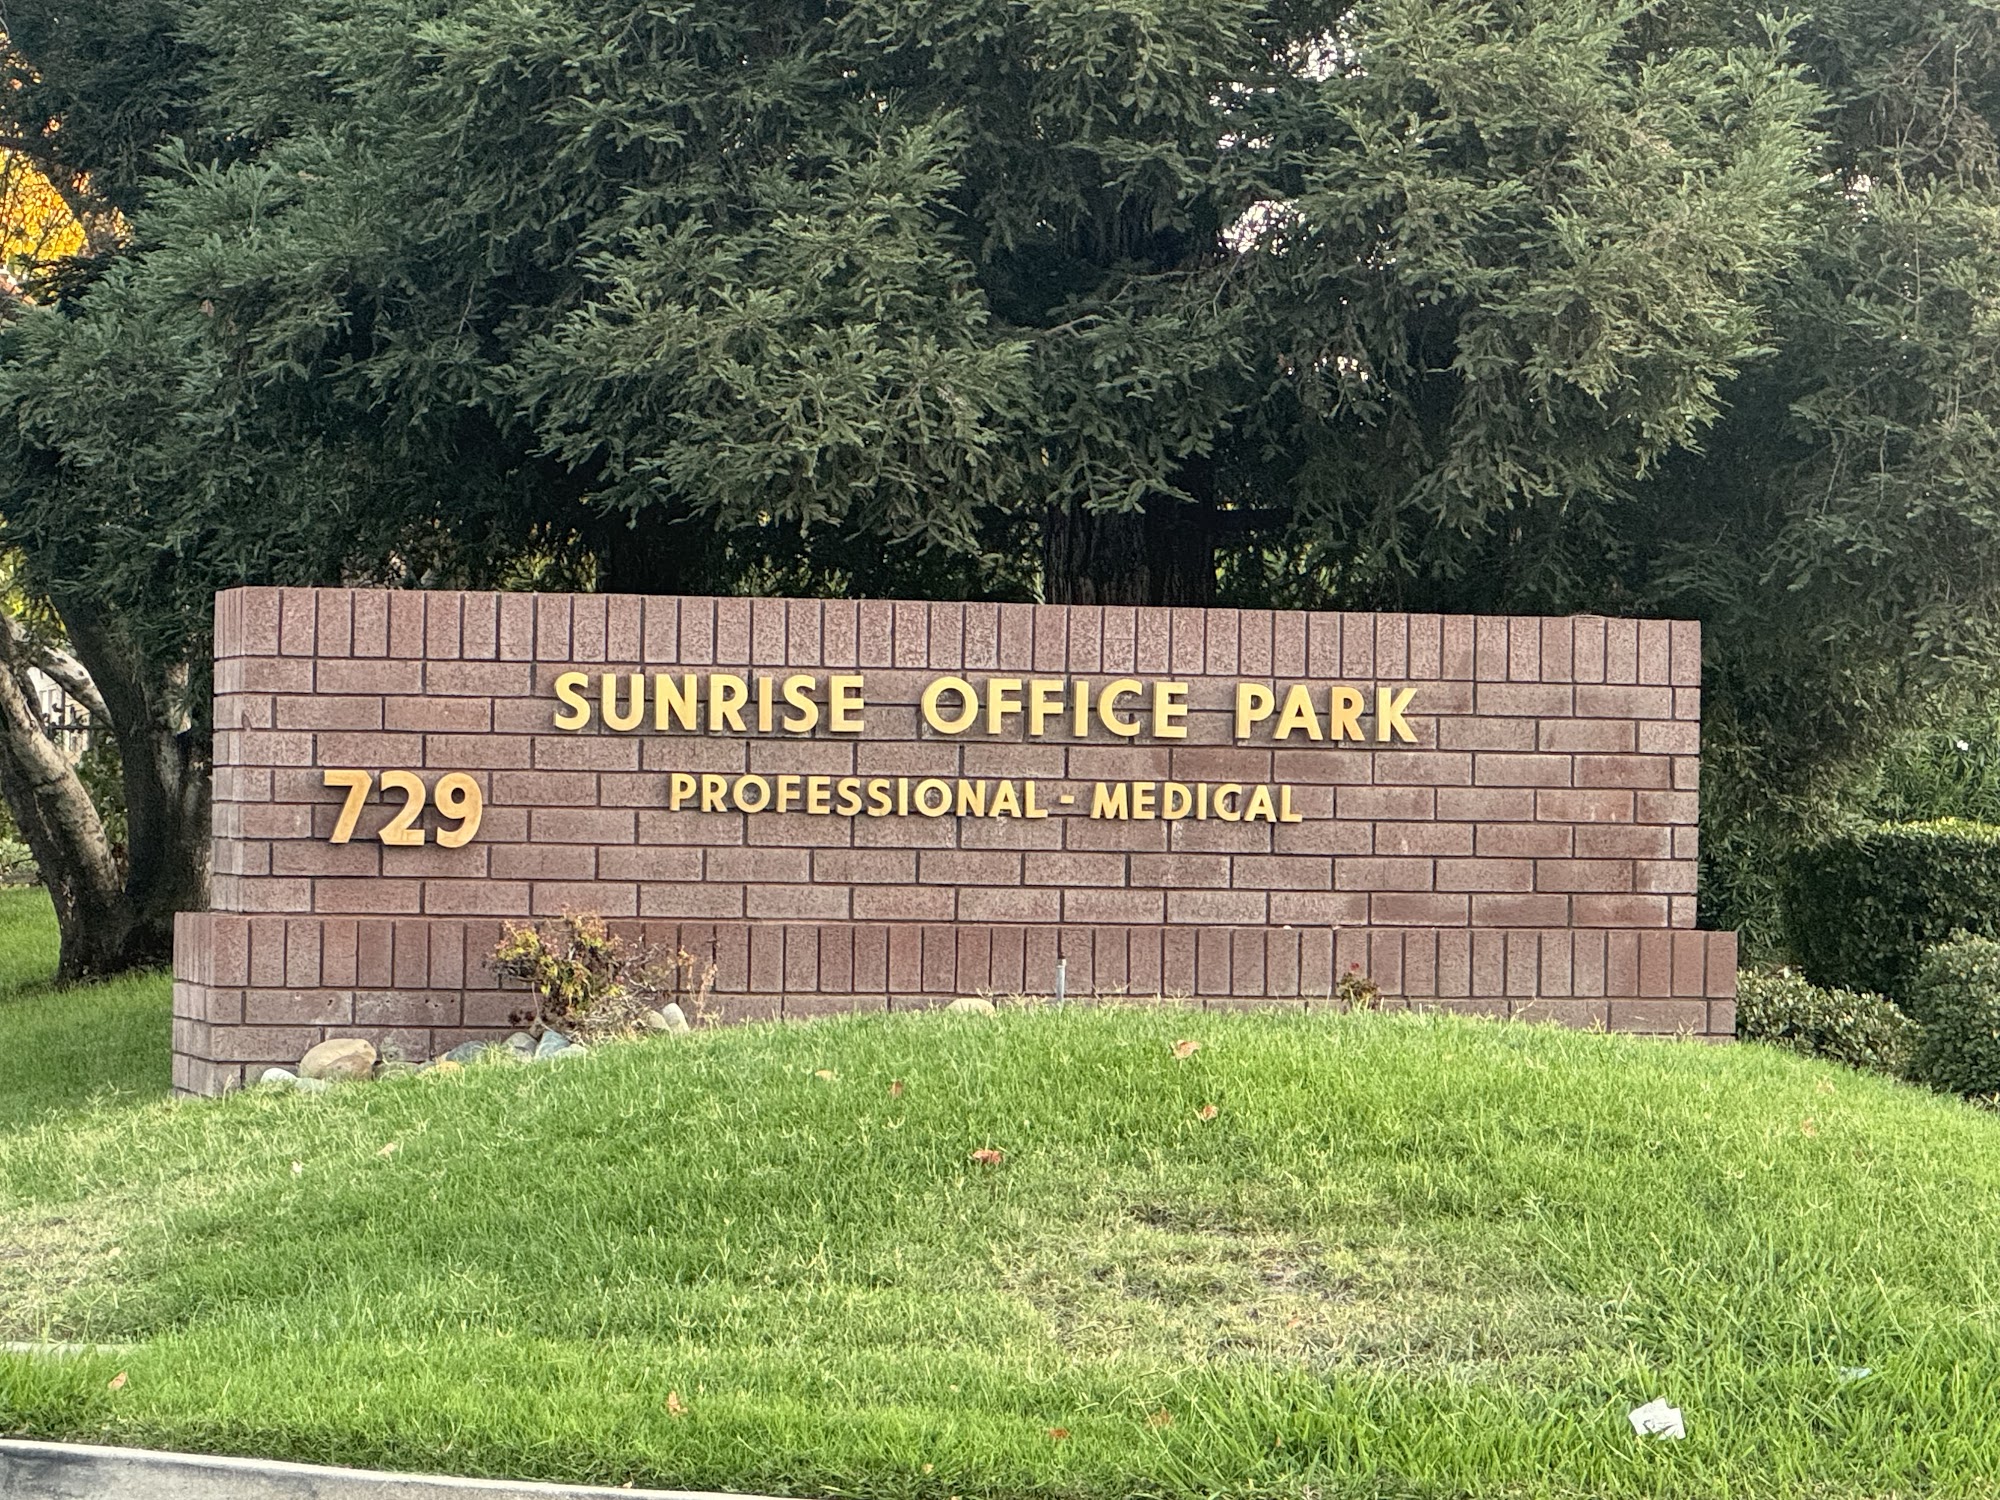 SUNRISE OFFICE PARK
729
PROFESSIONAL - MEDICAL